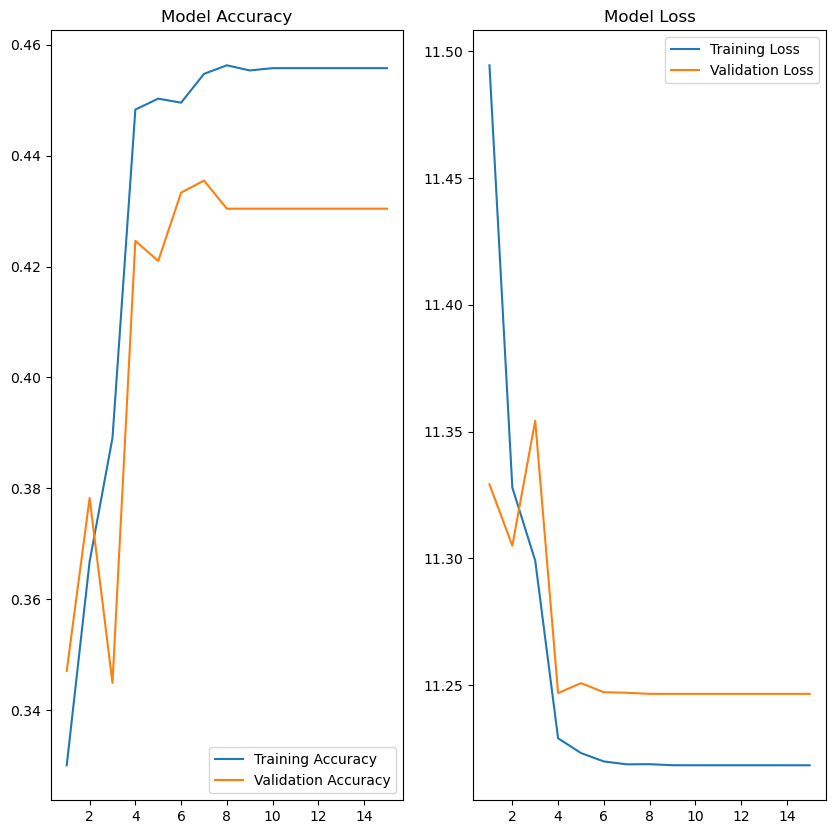 Model Accuracy
0.46
0.44
0.42
0.40
0.38
0.36
0.34
Training Accuracy
Validation Accuracy
2 4 6 8 10 12 14
Model Loss
11.50
11.45
11.40
11.35
11.30
11.25
Training Loss
Validation Loss
2 4 6 8 10 12 14